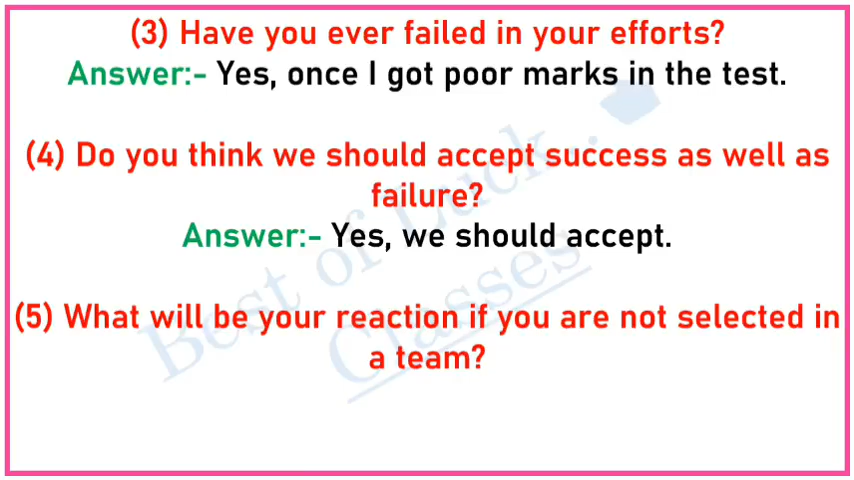 (3) Have you ever failed in your efforts?
Answer:- Yes, once I got poor marks in the test.
(4) Do you think we should accept success as well as
failure?
Answer:- Yes, we should accept.
(5) What will be your reaction if you are not selected in
a team?
Best of Luck.
Classes